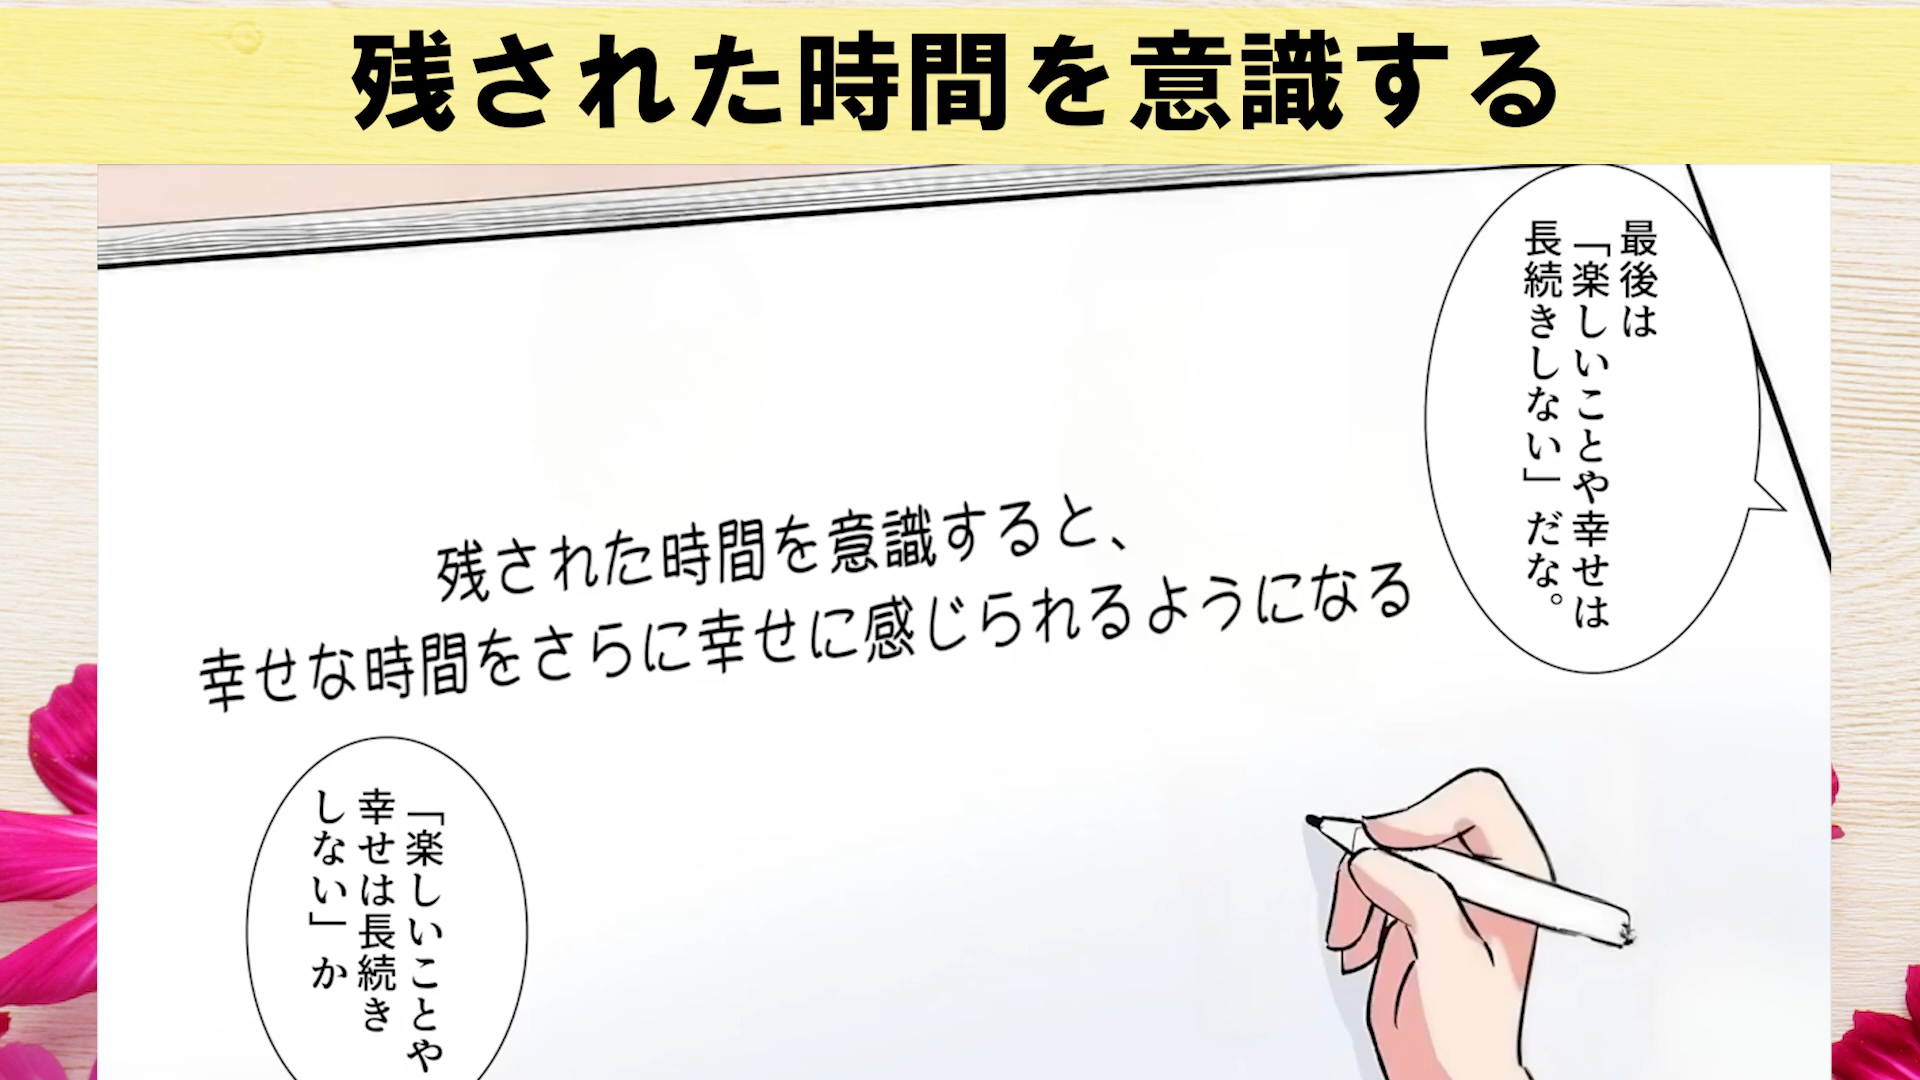 残された時間を意識する
最後は
「楽しいことや幸せは
長続きしない」だな。
残された時間を意識すると、
幸せな時間をさらに幸せに感じられるようになる
「楽しいことや
幸せは長続き
しない」か